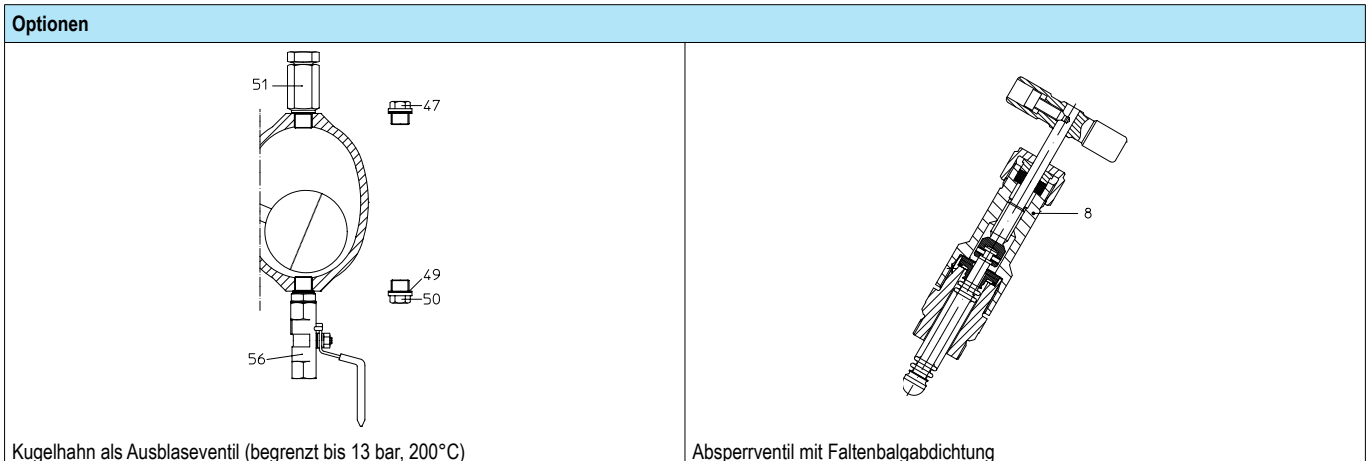 Optionen
51
47
49
50
56
8
Kugelhahn als Ausblaseventil (begrenzt bis 13 bar, 200°C)
Absperrventil mit Faltenbalgabdichtung